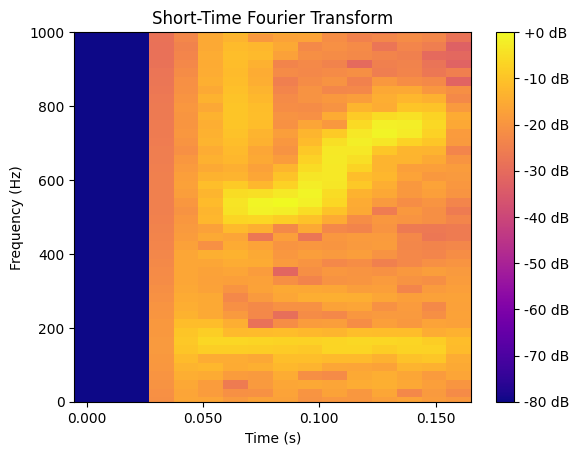 Short-Time Fourier Transform
1000
800
600
400
200
0
Frequency (Hz)
0.000
0.050
0.100
0.150
Time (s)
+0 dB
-10 dB
-20 dB
-30 dB
-40 dB
-50 dB
-60 dB
-70 dB
-80 dB